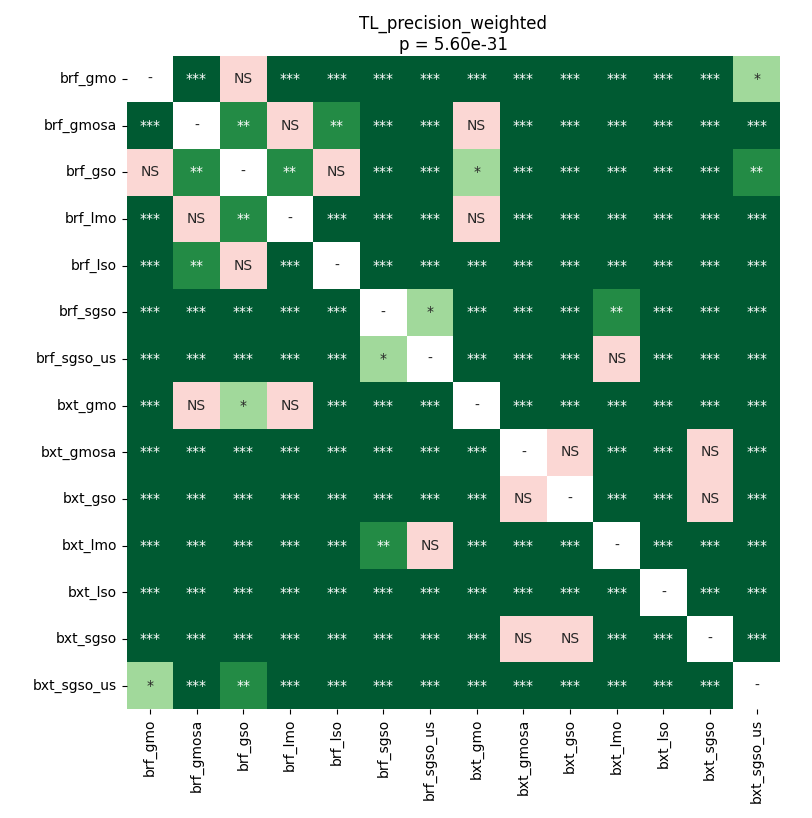 TL_precision_weighted
p = 5.60e-31
brf_gmo - *** NS *** *** *** *** *** *** *** *** *** *** *
brf_gmosa *** - ** NS ** *** *** NS *** *** *** *** *** ***
brf_gso NS ** - ** NS *** *** * *** *** *** *** *** **
brf_lmo *** NS ** - *** *** *** NS *** *** *** *** *** ***
brf_lso *** ** NS *** - *** *** *** *** *** *** *** *** ***
brf_sgso *** *** *** *** *** - * *** *** *** ** *** *** ***
brf_sgso_us *** *** *** *** *** * - *** *** *** NS *** *** ***
bxt_gmo *** NS * NS *** *** *** - *** *** *** *** *** ***
bxt_gmosa *** *** *** *** *** *** *** *** - NS *** *** NS ***
bxt_gso *** *** *** *** *** *** *** *** NS - *** *** NS ***
bxt_lmo *** *** *** *** *** ** NS *** *** *** - *** *** ***
bxt_lso *** *** *** *** *** *** *** *** *** *** *** - *** ***
bxt_sgso *** *** *** *** *** *** *** *** NS NS *** *** - ***
bxt_sgso_us * *** ** *** *** *** *** *** *** *** *** *** *** -
brf_gmo
brf_gmosa
brf_gso
brf_lmo
brf_lso
brf_sgso
brf_sgso_us
bxt_gmo
bxt_gmosa
bxt_gso
bxt_lmo
bxt_lso
bxt_sgso
bxt_sgso_us